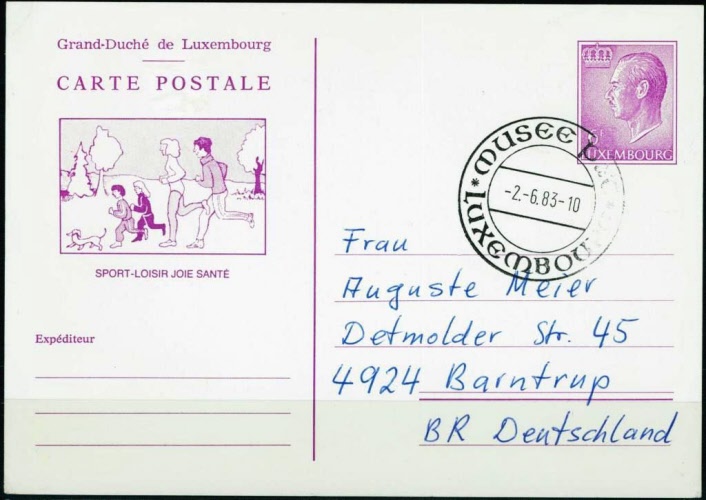 Grand-Duché de Luxembourg
CARTE POSTALE
SPORT-LOISIR JOIE SANTÉ
Expéditeur
LUXEMBOURG
MUSEE
-2.-6.83-10
LUXEMBOU
Frau
Auguste Meier
Detmolder Str. 45
4924 Barntrup
BR Deutschland